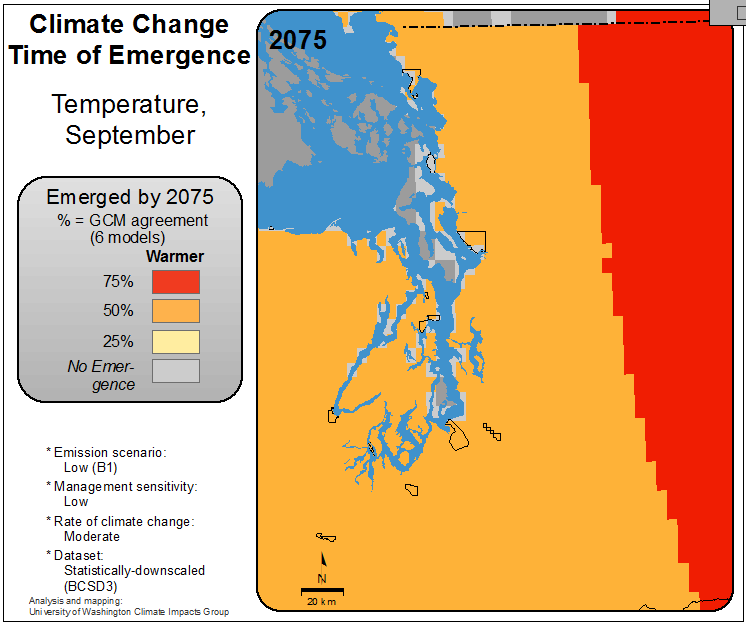 Climate Change
Time of Emergence
Temperature,
September
Emerged by 2075
% = GCM agreement
(6 models)
Warmer
75%
50%
25%
No Emer-
gence
* Emission scenario:
Low (B1)
* Management sensitivity:
Low
* Rate of climate change:
Moderate
* Dataset:
Statistically-downscaled
(BCSD3)
Analysis and mapping:
University of Washington Climate Impacts Group
2075
N
20 km